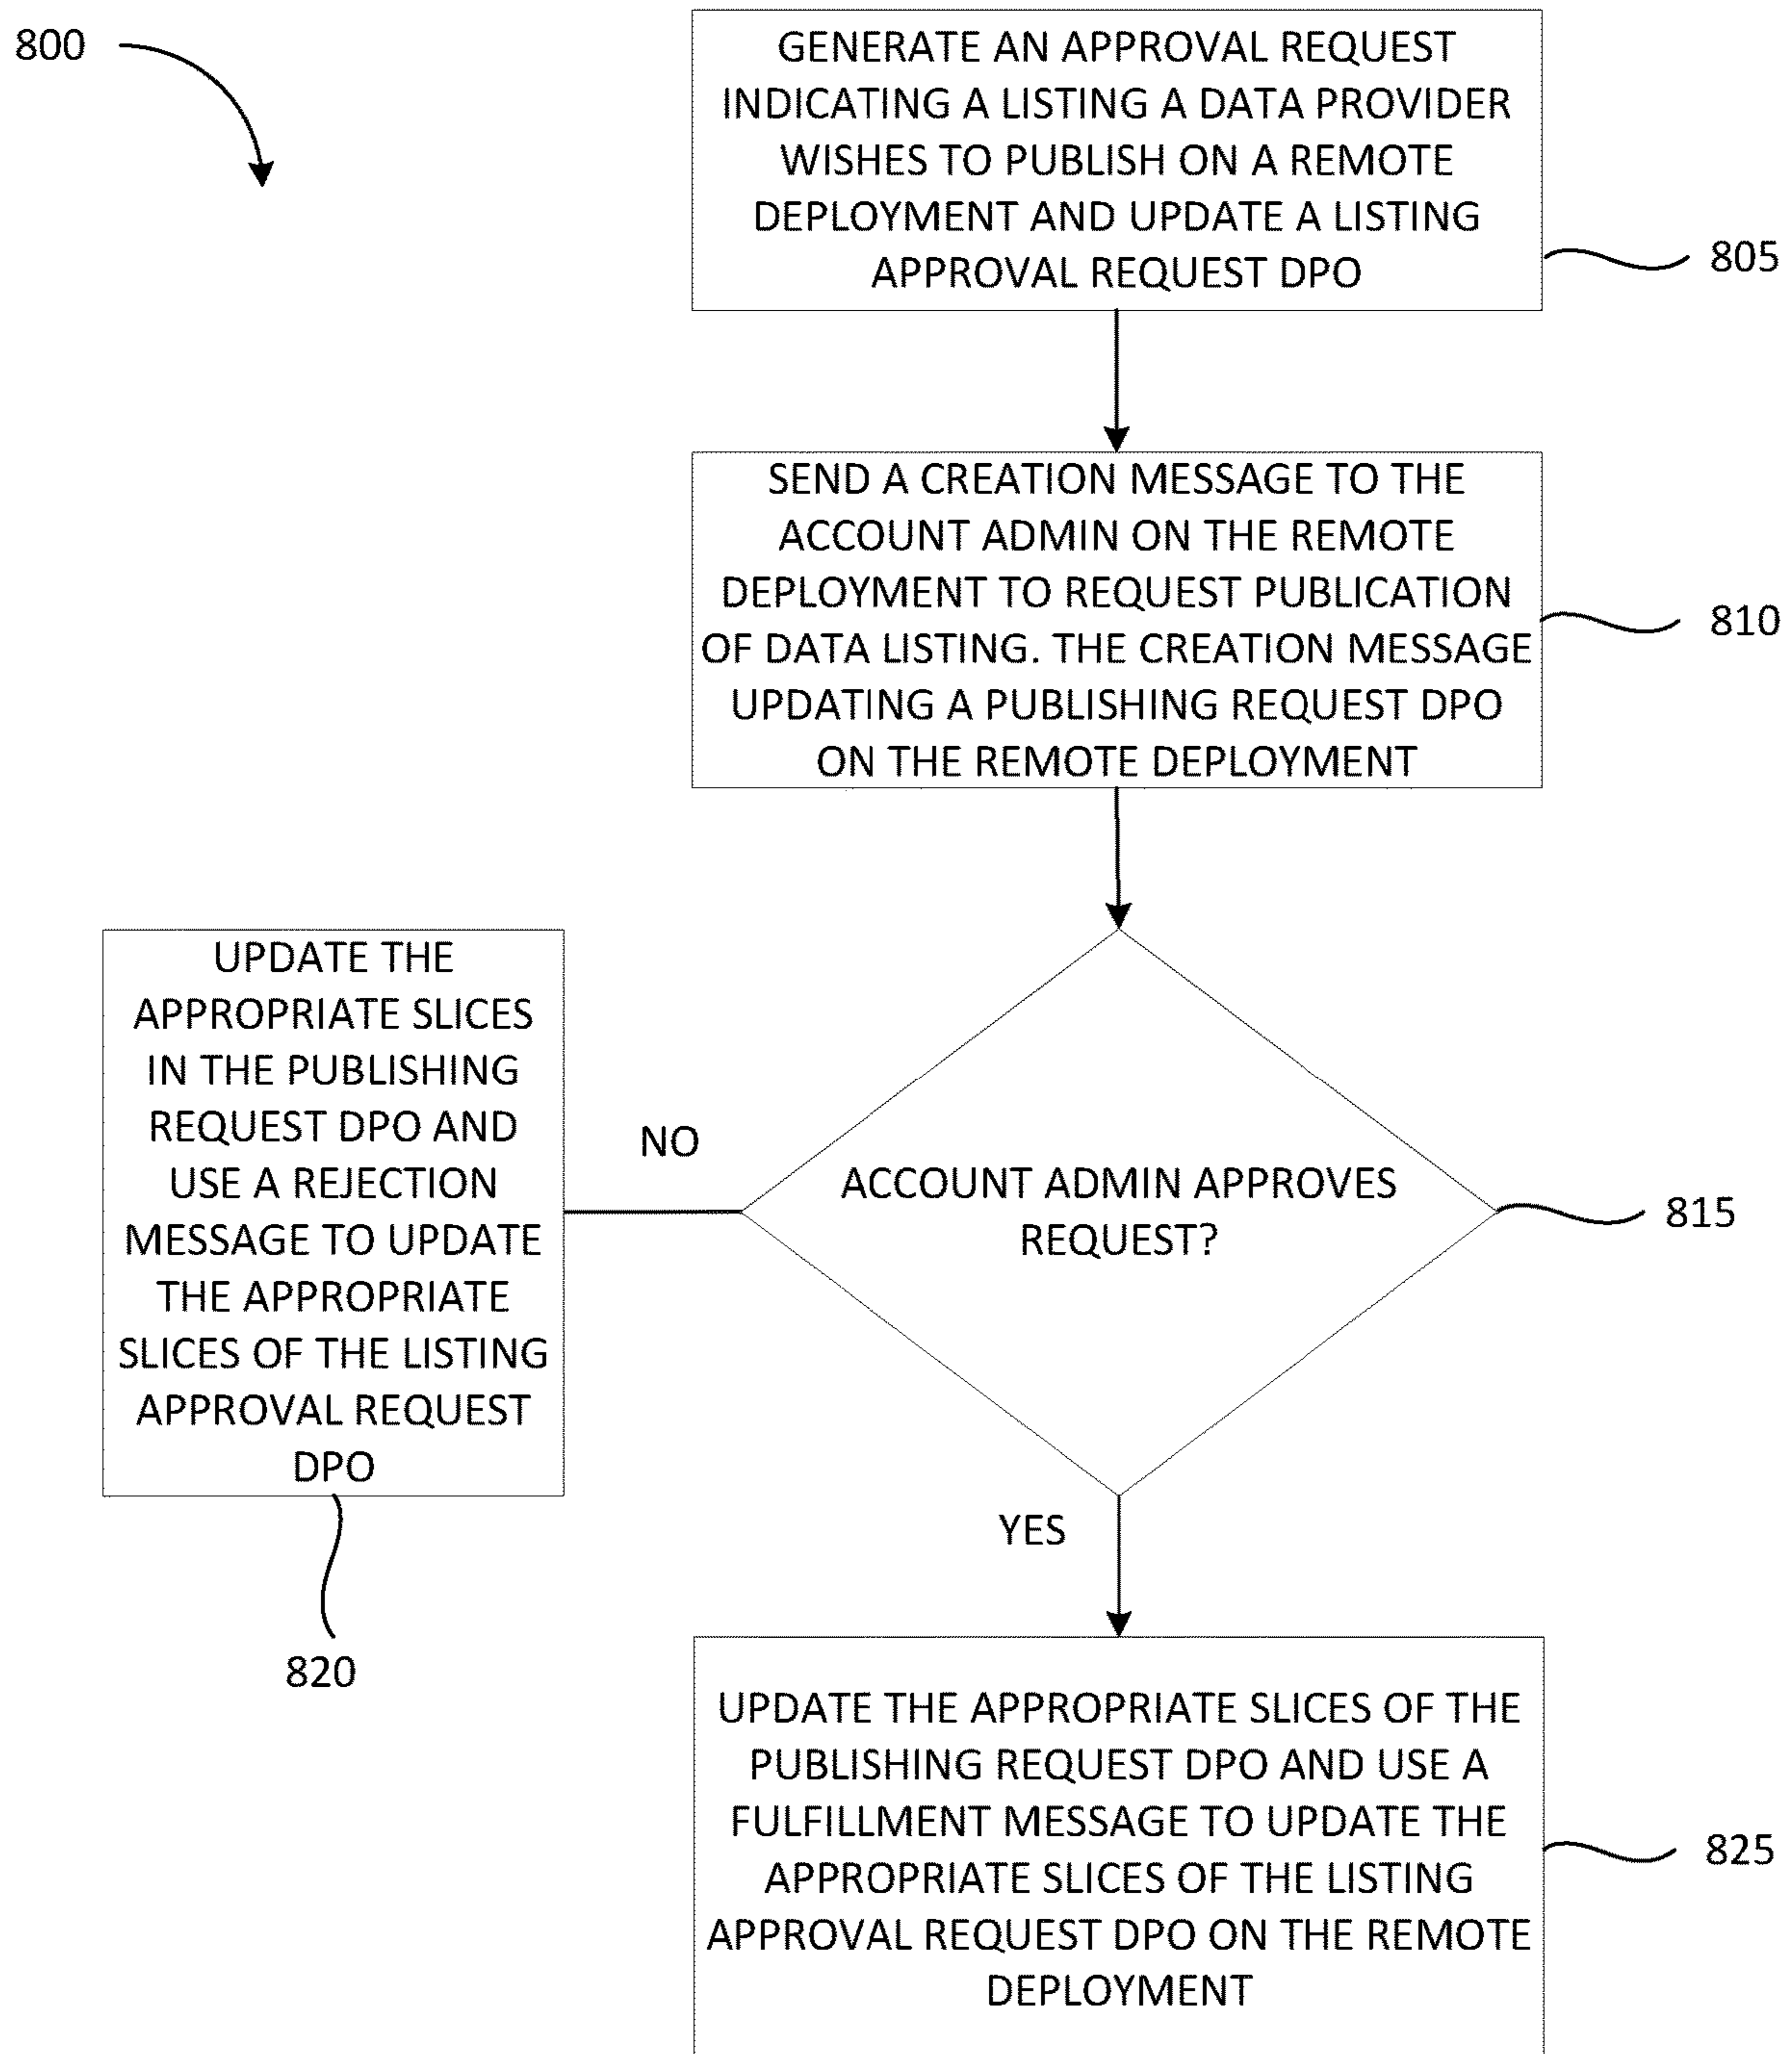 800
GENERATE AN APPROVAL REQUEST
INDICATING A LISTING A DATA PROVIDER
WISHES TO PUBLISH ON A REMOTE
DEPLOYMENT AND UPDATE A LISTING
APPROVAL REQUEST DPO
805
SEND A CREATION MESSAGE TO THE
ACCOUNT ADMIN ON THE REMOTE
DEPLOYMENT TO REQUEST PUBLICATION
OF DATA LISTING. THE CREATION MESSAGE
UPDATING A PUBLISHING REQUEST DPO
ON THE REMOTE DEPLOYMENT
810
ACCOUNT ADMIN APPROVES
REQUEST?
815
NO
UPDATE THE
APPROPRIATE SLICES
IN THE PUBLISHING
REQUEST DPO AND
USE A REJECTION
MESSAGE TO UPDATE
THE APPROPRIATE
SLICES OF THE LISTING
APPROVAL REQUEST
DPO
820
YES
UPDATE THE APPROPRIATE SLICES OF THE
PUBLISHING REQUEST DPO AND USE A
FULFILLMENT MESSAGE TO UPDATE THE
APPROPRIATE SLICES OF THE LISTING
APPROVAL REQUEST DPO ON THE REMOTE
DEPLOYMENT
825